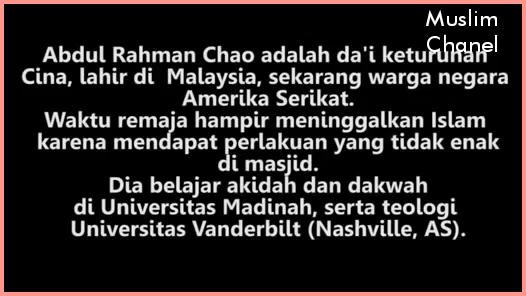 Muslim
Chanel
Abdul Rahman Chao adalah da'i keturunan
Cina, lahir di Malaysia, sekarang warga negara
Amerika Serikat.
Waktu remaja hampir meninggalkan Islam
karena mendapat perlakuan yang tidak enak
di masjid.
Dia belajar akidah dan dakwah
di Universitas Madinah, serta teologi
Universitas Vanderbilt (Nashville, AS).